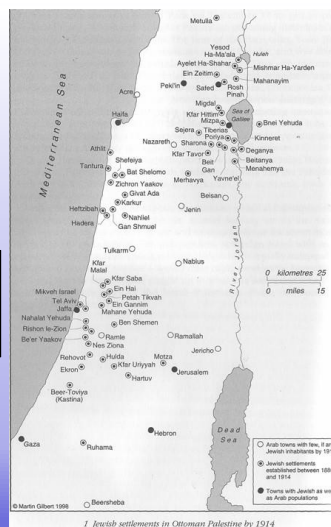 Metulla
Yesod
Ha-Ma'ala
Huleh
Ayelet Ha-Shahar
Mishmar Ha-Yarden
Ein Zeitim
Mahanayim
Peki'in
Safed
Rosh
Pinah
Acre
Migdal
Sea of
Galilee
Kfar Hittim
Haifa
Mizpa
Bnei Yehuda
Sejera
Tiberias
Poriya
Kinneret
Nazareth
Sharona
Deganya
Athlit
Kfar Tavor
Beitanya
Shefeiya
Beit
Gan
Yavne'el
Menahemya
Tantura
Bat Shelomo
Merhavya
Zichron Yaakov
Beisan
Givat Ada
Karkur
Heftzibah
Jenin
Nahliel
Hadera
Gan Shmuel
Mediterranean Sea
Tulkarm
Nablus
River Jordan
0 kilometres 25
0 miles 15
Kfar
Malal
Kfar Saba
Mikveh Israel
Ein Hai
Petah Tikvah
Tel Aviv
Ein Gannim
Jaffa
Mahane Yehuda
Nahalat Yehuda
Ben Shemen
Rishon le-Zion
Ramle
Ramallah
Be'er Yaakov
Nes Ziona
Jericho
Rehovot
Hulda
Motza
Ekron
Kfar Uriyyah
Jerusalem
Hartuv
Beer-Toviya
(Kastina)
Dead
Sea
Gaza
Hebron
Ruhama
Arab towns with few, if any
Jewish inhabitants by 19
Jewish settlements
established between 188
and 1914
Towns with Jewish as we
as Arab populations
© Martin Gilbert 1998
Beersheba
1 Jewish settlements in Ottoman Palestine by 1914